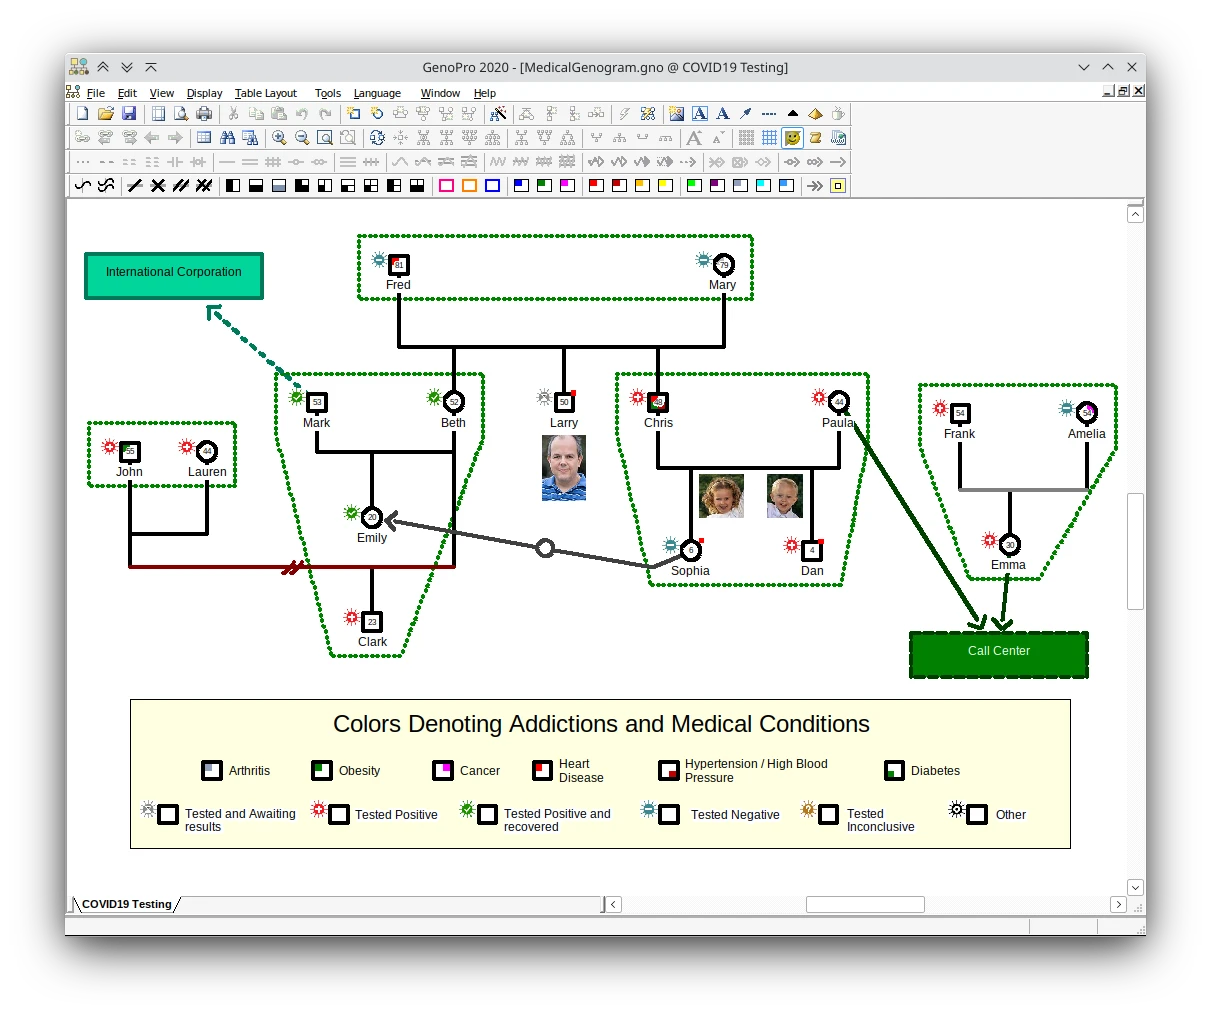 GenoPro 2020 - [MedicalGenogram.gno @ COVID19 Testing]
File Edit View Display Table Layout Tools Language Window Help
International Corporation
81
79
Fred
Mary
53
52
50
44
54
54
Mark
Beth
Larry
Chris
Paula
Frank
Amelia
55
44
John
Lauren
20
Emily
6
4
30
Sophia
Dan
Emma
23
Clark
Call Center
Colors Denoting Addictions and Medical Conditions
Arthritis
Obesity
Cancer
Heart
Disease
Hypertension / High Blood
Pressure
Diabetes
Tested and Awaiting
results
Tested Positive
Tested Positive and
recovered
Tested Negative
Tested
Inconclusive
Other
COVID19 Testing